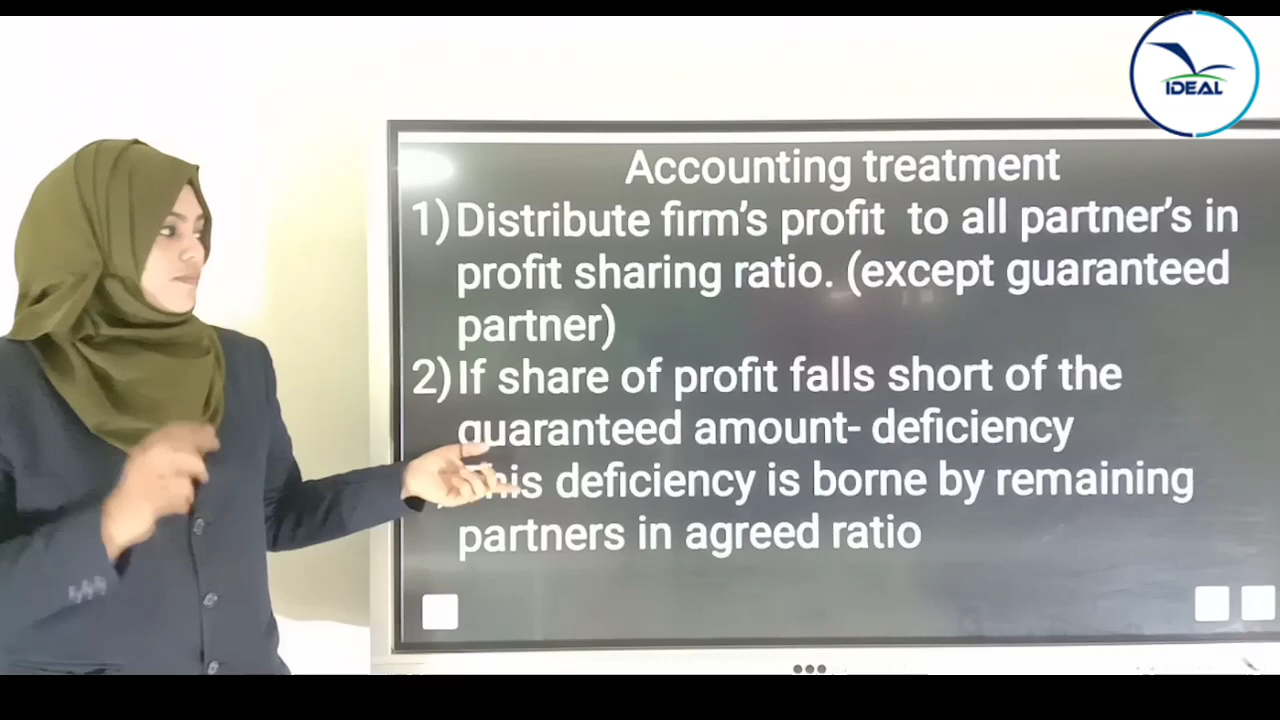 IDEAL
Accounting treatment
1) Distribute firm's profit to all partner's in
profit sharing ratio. (except guaranteed
partner)
2) If share of profit falls short of the
guaranteed amount- deficiency
This deficiency is borne by remaining
partners in agreed ratio